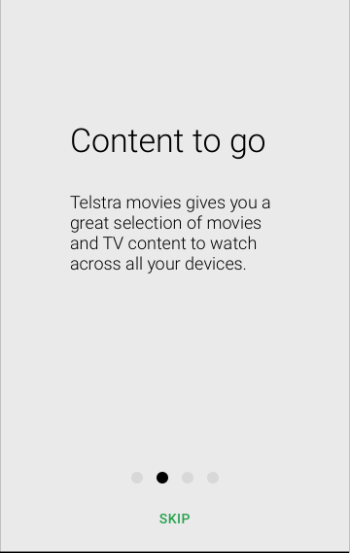 Content to go
Telstra movies gives you a
great selection of movies
and TV content to watch
across all your devices.
SKIP